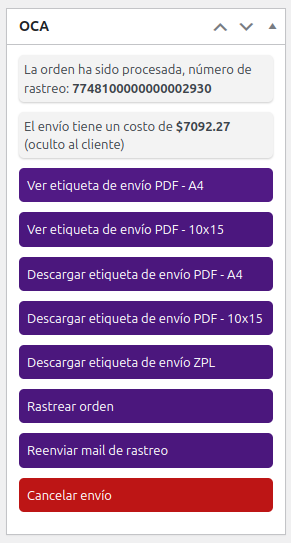 OCA
La orden ha sido procesada, número de
rastreo: 7748100000000002930
El envío tiene un costo de $7092.27
(oculto al cliente)
Ver etiqueta de envío PDF - A4
Ver etiqueta de envío PDF - 10x15
Descargar etiqueta de envío PDF - A4
Descargar etiqueta de envío PDF - 10x15
Descargar etiqueta de envío ZPL
Rastrear orden
Reenviar mail de rastreo
Cancelar envío